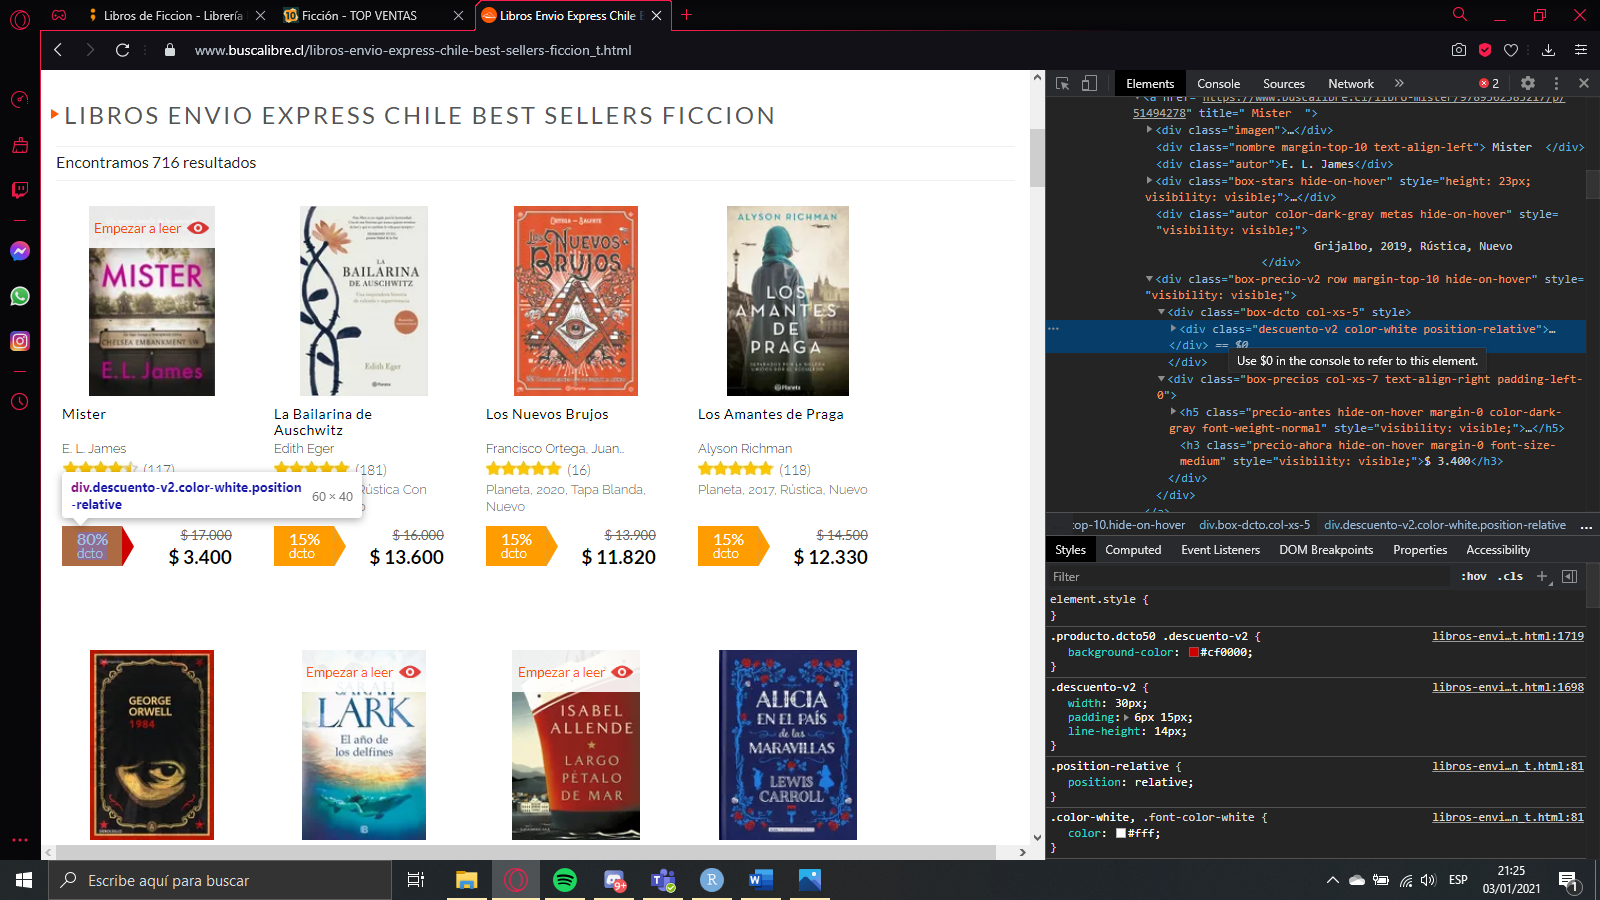 Libros de Ficcion - Librería
Ficción - TOP VENTAS
Libros Envio Express Chile E
www.buscalibre.cl/libros-envio-express-chile-best-sellers-ficcion_t.html
LIBROS ENVIO EXPRESS CHILE BEST SELLERS FICCION
Encontramos 716 resultados
Empezar a leer
MISTER
CHELSEA EMBANKMENT SW
E.L. James
LA BAILARINA DE AUSCHWITZ
Edith Eger
Planeta
ORTEGA - SALFATE
LOS NUEVOS BRUJOS
ALYSON RICHMAN
LOS AMANTES DE PRAGA
Planeta
Mister
E. L. James
(117)
La Bailarina de
Auschwitz
Edith Eger
(181)
Rústica Con
Los Nuevos Brujos
Francisco Ortega, Juan..
(16)
Planeta, 2020, Tapa Blanda,
Nuevo
Los Amantes de Praga
Alyson Richman
(118)
Planeta, 2017, Rústica, Nuevo
div.descuento-v2.color-white.position
-relative
60 × 40
80%
dcto
$ 17.000
$ 3.400
15%
dcto
$ 16.000
$ 13.600
15%
dcto
$ 13.900
$ 11.820
15%
dcto
$ 14.500
$ 12.330
GEORGE
ORWELL
1984
Empezar a leer
SARAH
LARK
El año de
los delfines
Empezar a leer
ISABEL
ALLENDE
LARGO
PÉTALO
DE MAR
ALICIA
EN EL PAÍS
de las
MARAVILLAS
LEWIS
CARROLL
Elements
Console
Sources
Network
»
2
<a href="https://www.buscalibre.cl/libro-mister/9789562585217/p/
51494278" title=" Mister  ">
<div class="imagen">…</div>
<div class="nombre margin-top-10 text-align-left"> Mister  </div>
<div class="autor">E. L. James</div>
<div class="box-stars hide-on-hover" style="height: 23px;
visibility: visible;">…</div>
<div class="autor color-dark-gray metas hide-on-hover" style=
"visibility: visible;">
Grijalbo, 2019, Rústica, Nuevo
</div>
<div class="box-precio-v2 row margin-top-10 hide-on-hover" style=
"visibility: visible;">
<div class="box-dcto col-xs-5" style>
<div class="descuento-v2 color-white position-relative">…
</div> == $0
Use $0 in the console to refer to this element.
</div>
<div class="box-precios col-xs-7 text-align-right padding-left-
0">
<h5 class="precio-antes hide-on-hover margin-0 color-dark-
gray font-weight-normal" style="visibility: visible;">…</h5>
<h3 class="precio-ahora hide-on-hover margin-0 font-size-
medium" style="visibility: visible;">$ 3.400</h3>
</div>
</div>
</a>
top-10.hide-on-hover
div.box-dcto.col-xs-5
div.descuento-v2.color-white.position-relative
...
Styles
Computed
Event Listeners
DOM Breakpoints
Properties
Accessibility
Filter
:hov
.cls
element.style {
}
.producto.dcto50 .descuento-v2 {
libros-envi…t.html:1719
background-color: #cf0000;
}
.descuento-v2 {
libros-envi…t.html:1698
width: 30px;
padding: 6px 15px;
line-height: 14px;
}
.position-relative {
libros-envi…n_t.html:81
position: relative;
}
.color-white, .font-color-white {
libros-envi…n_t.html:81
color: #fff;
}
Escribe aquí para buscar
9+
R
W
ESP
21:25
03/01/2021
1